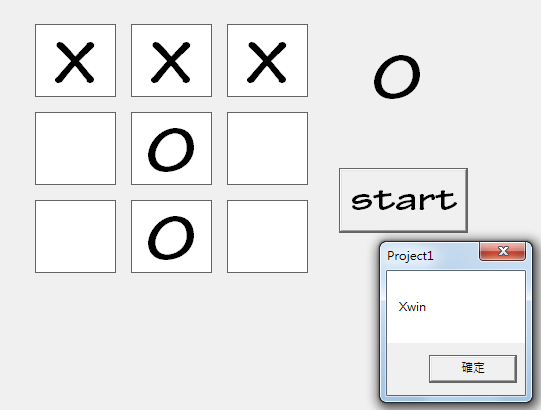 X X X O
O
start
O
Project1
Xwin
確定